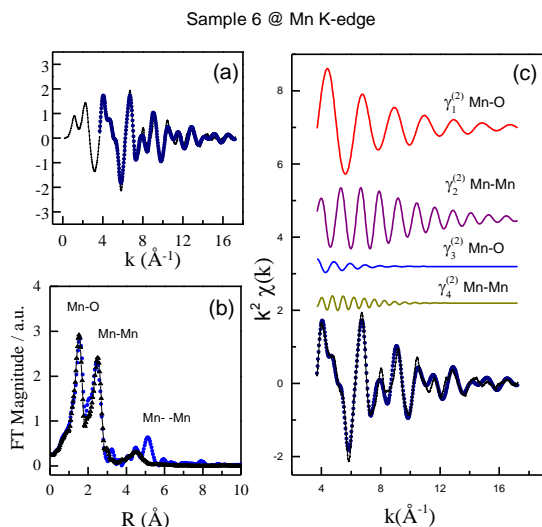 Sample 6 @ Mn K-edge
(a)
2
1
0
-1
-2
-3
0 4 8 12 16
k (Å-1)
(b)
Mn-O
Mn-Mn
Mn- -Mn
FT Magnitude / a.u.
4
3
2
1
0
0 2 4 6 8 10
R (Å)
(c)
γ1(2) Mn-O
γ2(2) Mn-Mn
γ3(2) Mn-O
γ4(2) Mn-Mn
k2 χ(k)
8
6
4
2
0
-2
4 8 12 16
k(Å-1)